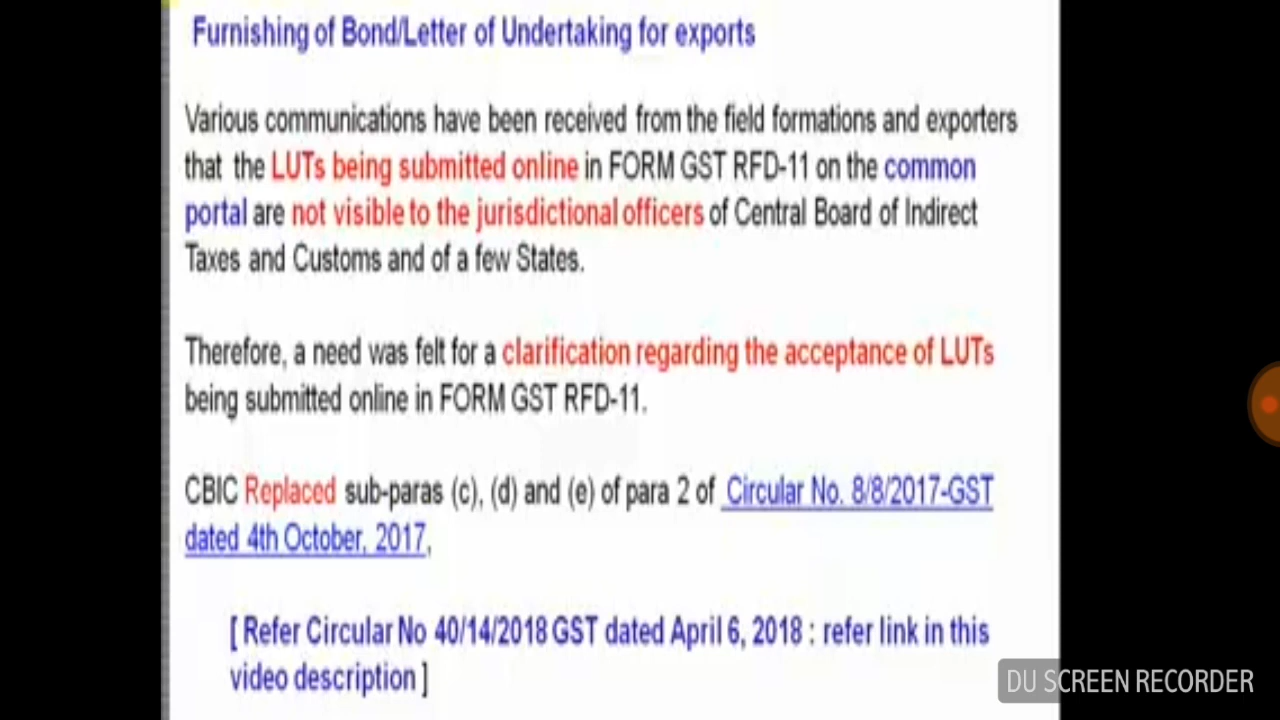 Furnishing of Bond/Letter of Undertaking for exports
Various communications have been received from the field formations and exporters
that the LUTs being submitted online in FORM GST RFD-11 on the common
portal are not visible to the jurisdictional officers of Central Board of Indirect
Taxes and Customs and of a few States.
Therefore, a need was felt for a clarification regarding the acceptance of LUTs
being submitted online in FORM GST RFD-11.
CBIC Replaced sub-paras (c), (d) and (e) of para 2 of Circular No. 8/8/2017-GST
dated 4th October, 2017,
[ Refer Circular No 40/14/2018 GST dated April 6, 2018 : refer link in this
video description ]
DU SCREEN RECORDER